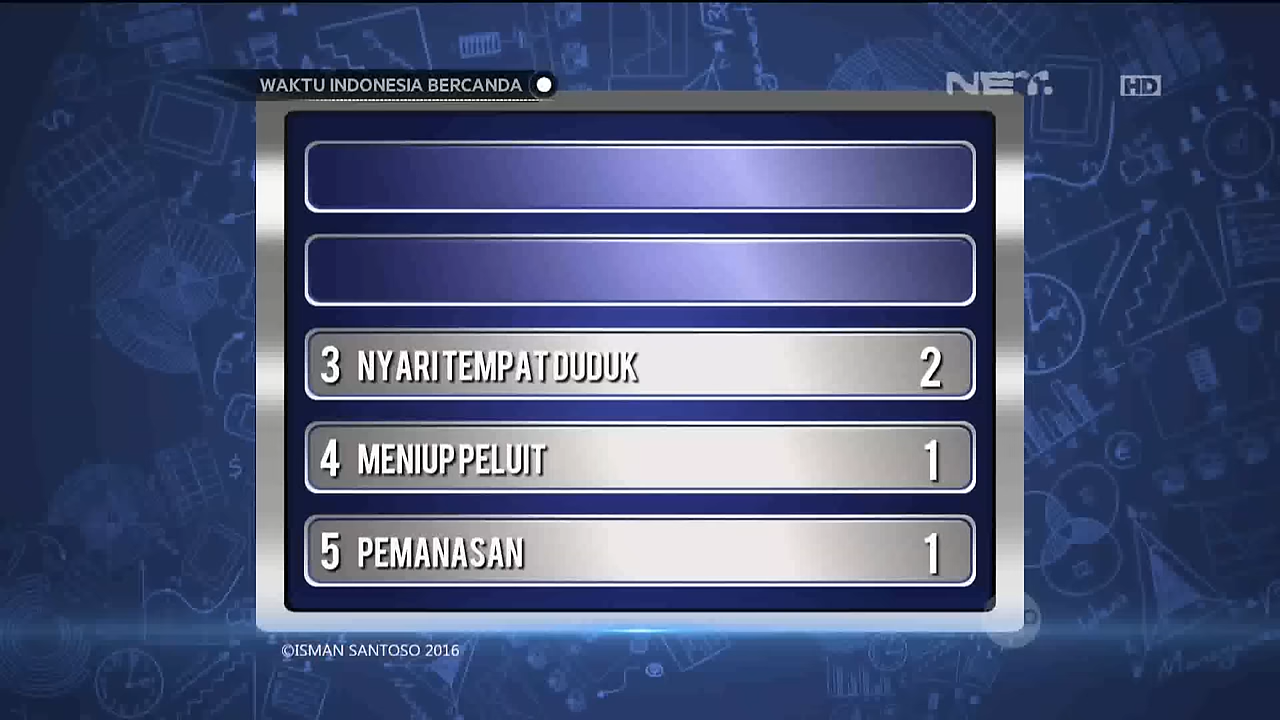 WAKTU INDONESIA BERCANDA
NET.
HD
3 NYARI TEMPAT DUDUK 2
4 MENIUP PELUIT 1
5 PEMANASAN 1
©ISMAN SANTOSO 2016